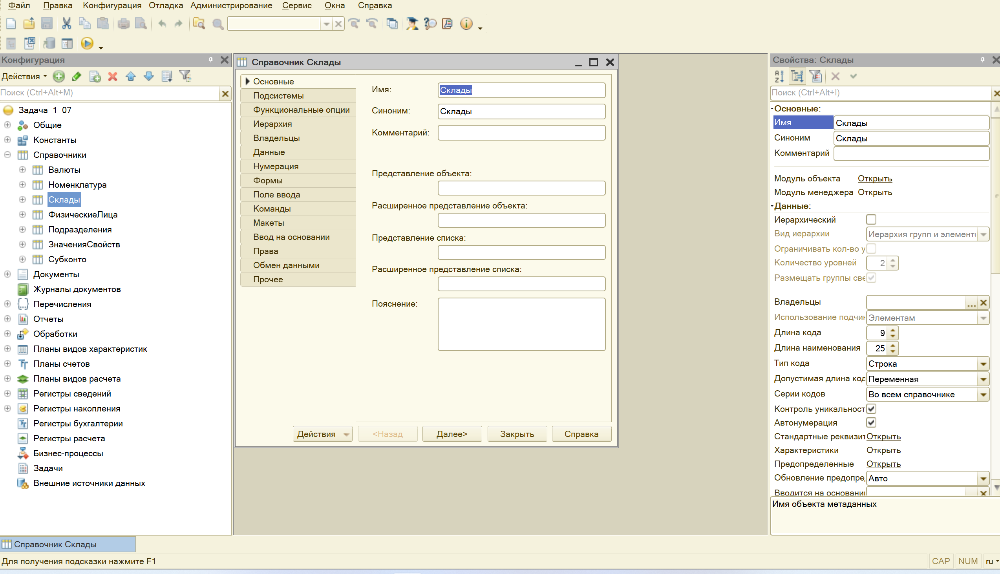 Файл Правка Конфигурация Отладка Администрирование Сервис Окна Справка
Конфигурация
Действия
Поиск (Ctrl+Alt+M)
Задача_1_07
Общие
Константы
Справочники
Валюты
Номенклатура
Склады
ФизическиеЛица
Подразделения
ЗначенияСвойств
Субконто
Документы
Журналы документов
Перечисления
Отчеты
Обработки
Планы видов характеристик
Планы счетов
Планы видов расчета
Регистры сведений
Регистры накопления
Регистры бухгалтерии
Регистры расчета
Бизнес-процессы
Задачи
Внешние источники данных
Справочник Склады
Основные
Подсистемы
Функциональные опции
Иерархия
Владельцы
Данные
Нумерация
Формы
Поле ввода
Команды
Макеты
Ввод на основании
Права
Обмен данными
Прочее
Имя: Склады
Синоним: Склады
Комментарий:
Представление объекта:
Расширенное представление объекта:
Представление списка:
Расширенное представление списка:
Пояснение:
Действия <Назад Далее> Закрыть Справка
Свойства: Склады
Поиск (Ctrl+Alt+I)
Основные:
Имя Склады
Синоним Склады
Комментарий
Модуль объекта Открыть
Модуль менеджера Открыть
Данные:
Иерархический
Вид иерархии Иерархия групп и элемент
Ограничивать кол-во у
Количество уровней 2
Размещать группы све
Владельцы ...
Использование подчин Элементам
Длина кода 9
Длина наименования 25
Тип кода Строка
Допустимая длина код Переменная
Серии кодов Во всем справочнике
Контроль уникальност
Автонумерация
Стандартные реквизит Открыть
Характеристики Открыть
Предопределенные Открыть
Обновление предопре Авто
Вводится на основани
Имя объекта метаданных
Справочник Склады
Для получения подсказки нажмите F1
CAP NUM ru